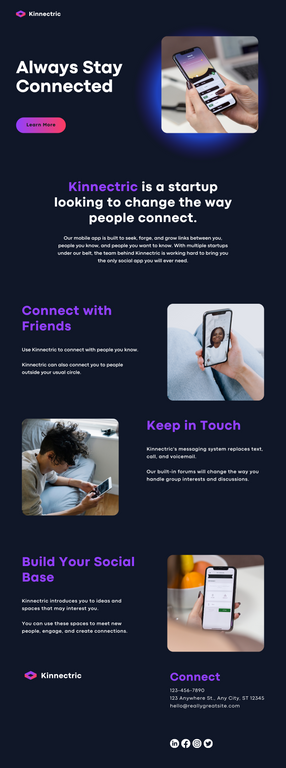 Kinnectric
Always Stay
Connected
Learn More
Kinnectric is a startup
looking to change the way
people connect.
Our mobile app is built to seek, forge, and grow links between you,
people you know, and people you want to know. With multiple startups
under our belt, the team behind Kinnectric is working hard to bring you
the only social app you will ever need.
Connect with
Friends
Use Kinnectric to connect with people you know.
Kinnectric can also connect you to people
outside your usual circle.
Keep in Touch
Kinnectric's messaging system replaces text,
call, and voicemail.
Our built-in forums will change the way you
handle group interests and discussions.
Build Your Social
Base
Kinnectric introduces you to ideas and
spaces that may interest you.
You can use these spaces to meet new
people, engage, and create connections.
Kinnectric
Connect
123-456-7890
123 Anywhere St., Any City, ST 12345
hello@reallygreatsite.com